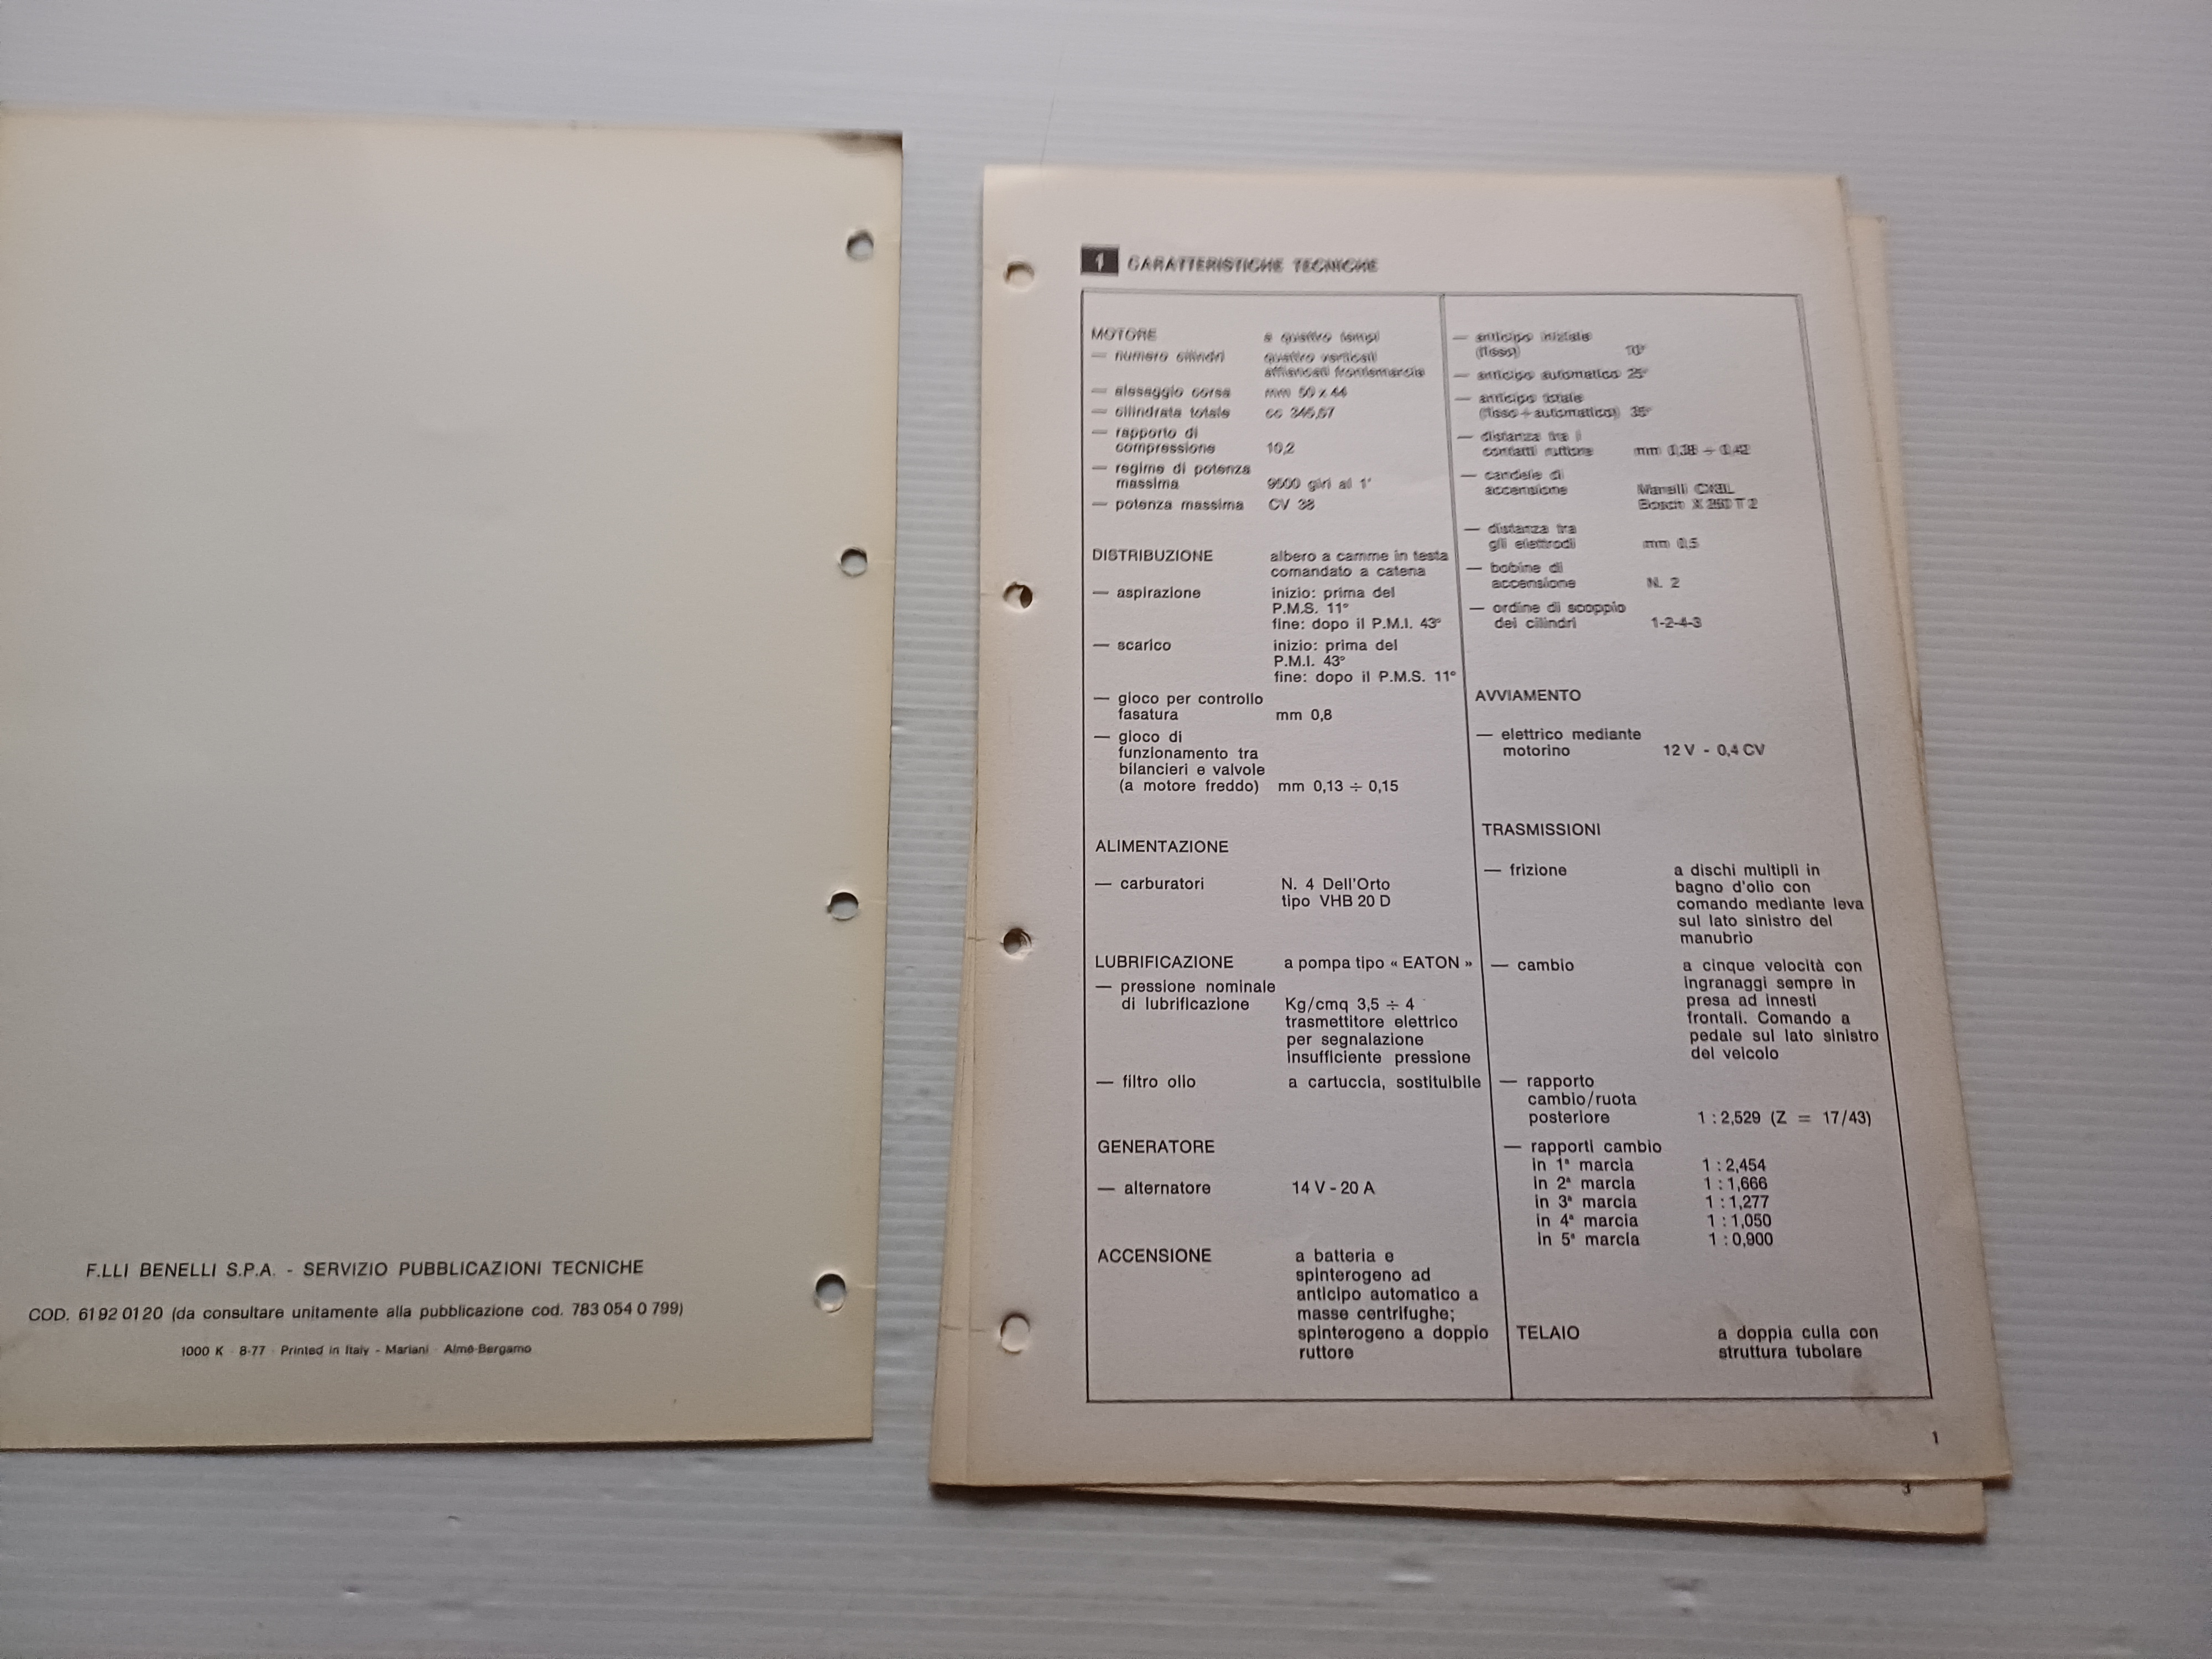 F.LLI BENELLI S.P.A. - SERVIZIO PUBBLICAZIONI TECNICHE
COD. 61 92 01 20 (da consultare unitamente alla pubblicazione cod. 783 054 0 799)
1000 K - 8-77 - Printed in Italy - Mariani - Almè-Bergamo
1 CARATTERISTICHE TECNICHE
MOTORE a quattro tempi
— numero cilindri quattro verticali
affiancati frontemarcia
— alesaggio corsa mm 50 x 44
— cilindrata totale cc
— rapporto di
compressione 10,2
— regime di potenza
massima 9500 giri al 1'
— potenza massima CV 38
DISTRIBUZIONE albero a camme in testa
comandato a catena
— aspirazione inizio: prima del
P.M.S. 11°
fine: dopo il P.M.I. 43°
— scarico inizio: prima del
P.M.I. 43°
fine: dopo il P.M.S. 11°
— gioco per controllo
fasatura mm 0,8
— gioco di
funzionamento tra
bilancieri e valvole
(a motore freddo) mm 0,13 ÷ 0,15
ALIMENTAZIONE
— carburatori N. 4 Dell'Orto
tipo VHB 20 D
LUBRIFICAZIONE a pompa tipo « EATON »
— pressione nominale
di lubrificazione Kg/cmq 3,5 ÷ 4
trasmettitore elettrico
per segnalazione
insufficiente pressione
— filtro olio a cartuccia, sostituibile
GENERATORE
— alternatore 14 V - 20 A
ACCENSIONE a batteria e
spinterogeno ad
anticipo automatico a
masse centrifughe;
spinterogeno a doppio
ruttore
— anticipo iniziale
(fisso) 10°
— anticipo automatico 25°
— anticipo totale
(fisso + automatico) 35°
— distanza tra i
contatti ruttore mm 0,38 ÷ 0,42
— candele di
accensione Marelli
Bosch
— distanza tra
gli elettrodi mm 0,5
— bobine di
accensione N. 2
— ordine di scoppio
dei cilindri 1-2-4-3
AVVIAMENTO
— elettrico mediante
motorino 12 V - 0,4 CV
TRASMISSIONI
— frizione a dischi multipli in
bagno d'olio con
comando mediante leva
sul lato sinistro del
manubrio
— cambio a cinque velocità con
ingranaggi sempre in
presa ad innesti
frontali. Comando a
pedale sul lato sinistro
del veicolo
— rapporto
cambio/ruota
posteriore 1 : 2,529 (Z = 17/43)
— rapporti cambio
in 1ª marcia 1 : 2,454
in 2ª marcia 1 : 1,666
in 3ª marcia 1 : 1,277
in 4ª marcia 1 : 1,050
in 5ª marcia 1 : 0,900
TELAIO a doppia culla con
struttura tubolare
1
3